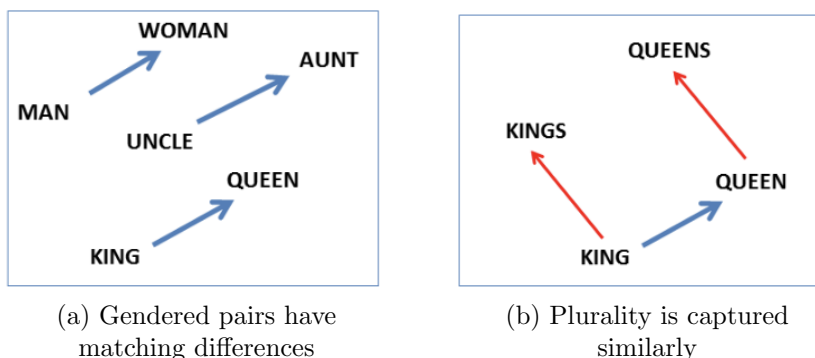 WOMAN
AUNT
MAN
UNCLE
QUEEN
KING
(a) Gendered pairs have
matching differences
QUEENS
KINGS
QUEEN
KING
(b) Plurality is captured
similarly